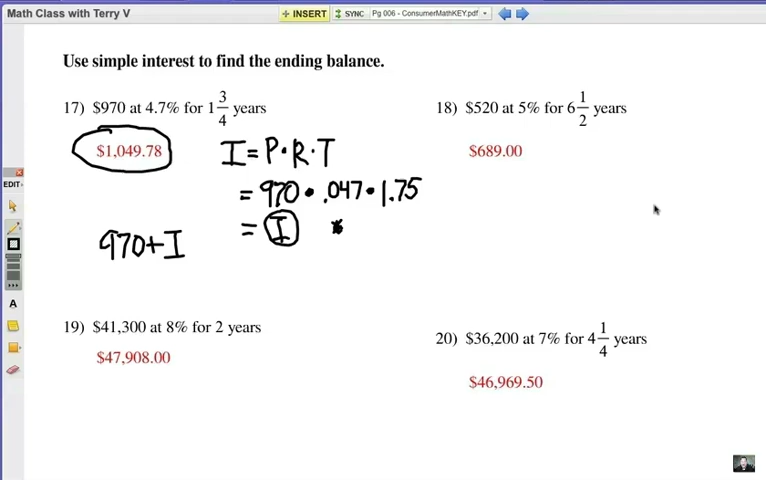 Math Class with Terry V
+ INSERT SYNC Pg 006 - ConsumerMathKEY.pdf
Use simple interest to find the ending balance.
17) $970 at 4.7% for 1 3/4 years
$1,049.78
I = P·R·T
= 970 · .047 · 1.75
= I
970+I
18) $520 at 5% for 6 1/2 years
$689.00
EDIT
A
19) $41,300 at 8% for 2 years
$47,908.00
20) $36,200 at 7% for 4 1/4 years
$46,969.50